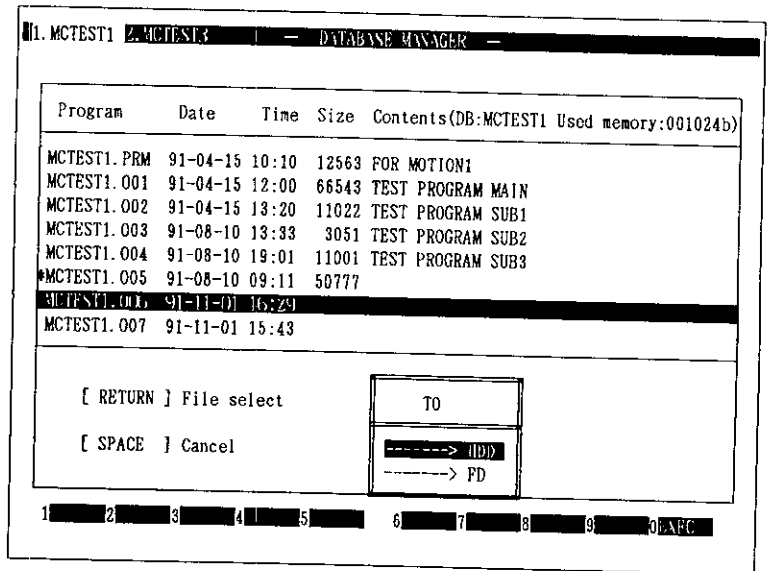 1. MCTEST1 2. MCTEST3 — DATABASE MANAGER —
Program Date Time Size Contents(DB:MCTEST1 Used memory:001024b)
MCTEST1.PRM 91-04-15 10:10 12563 FOR MOTION1
MCTEST1.001 91-04-15 12:00 66543 TEST PROGRAM MAIN
MCTEST1.002 91-04-15 13:20 11022 TEST PROGRAM SUB1
MCTEST1.003 91-08-10 13:33 3051 TEST PROGRAM SUB2
MCTEST1.004 91-08-10 19:01 11001 TEST PROGRAM SUB3
*MCTEST1.005 91-08-10 09:11 50777
MCTEST1.006 91-11-01 16:29
MCTEST1.007 91-11-01 15:43
[ RETURN ] File select
[ SPACE ] Cancel
TO
-------> HDD
-------> FD
1 2 3 4 5 6 7 8 9 0